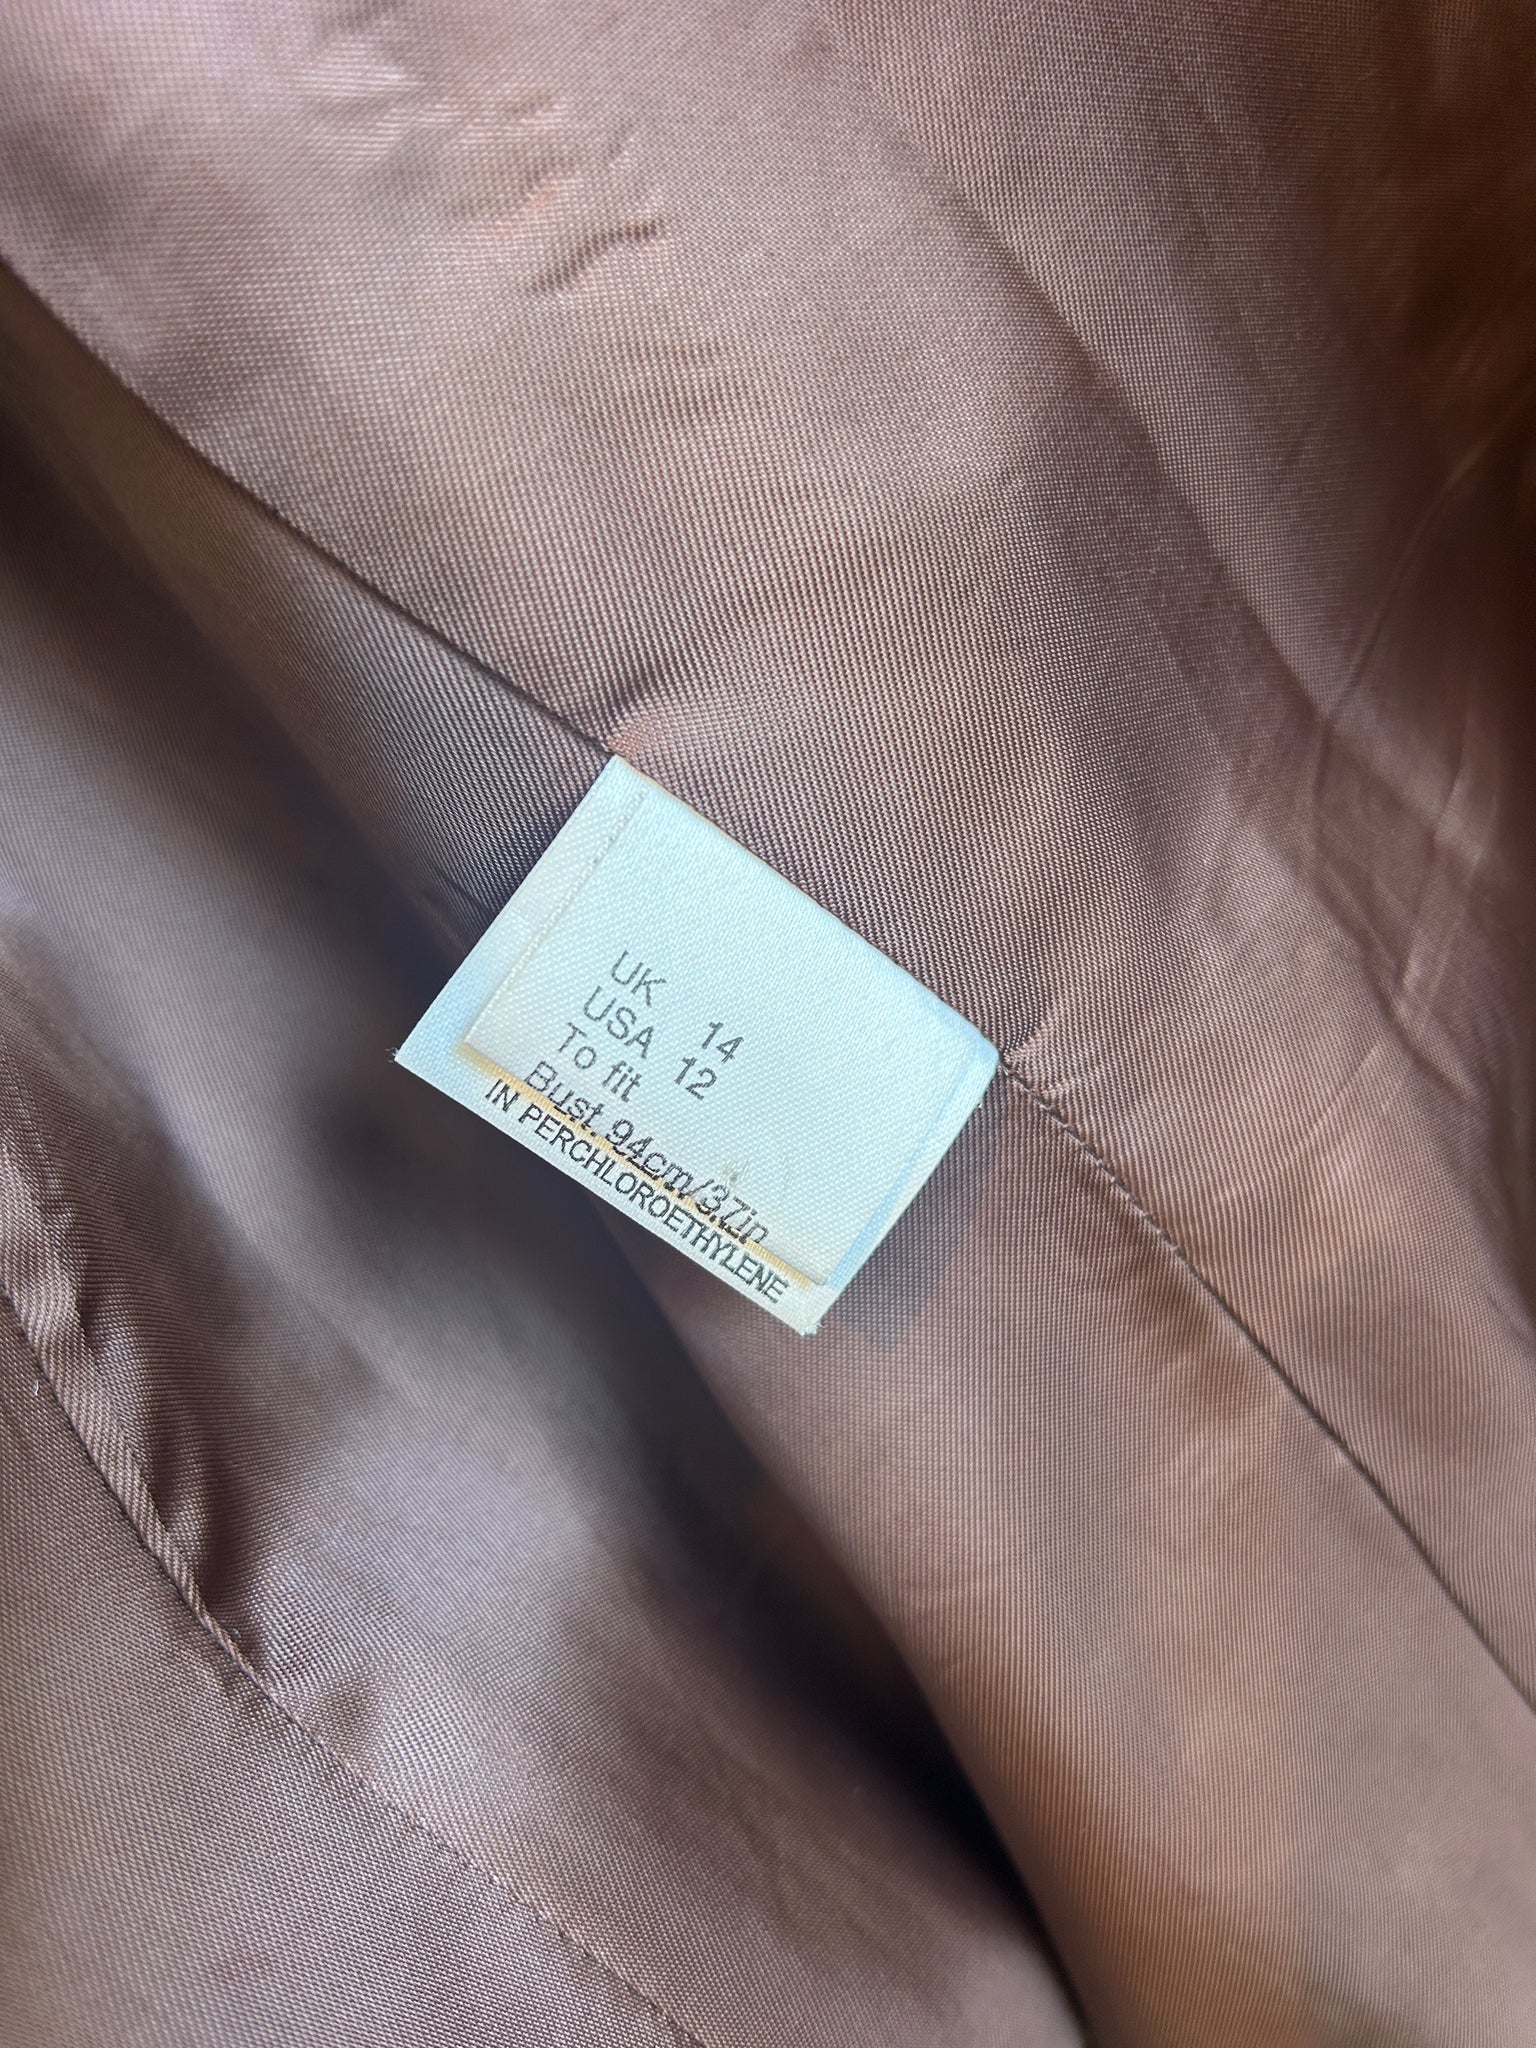 UK 14
USA 12
To fit
Bust 94cm/37in
IN PERCHLOROETHYLENE